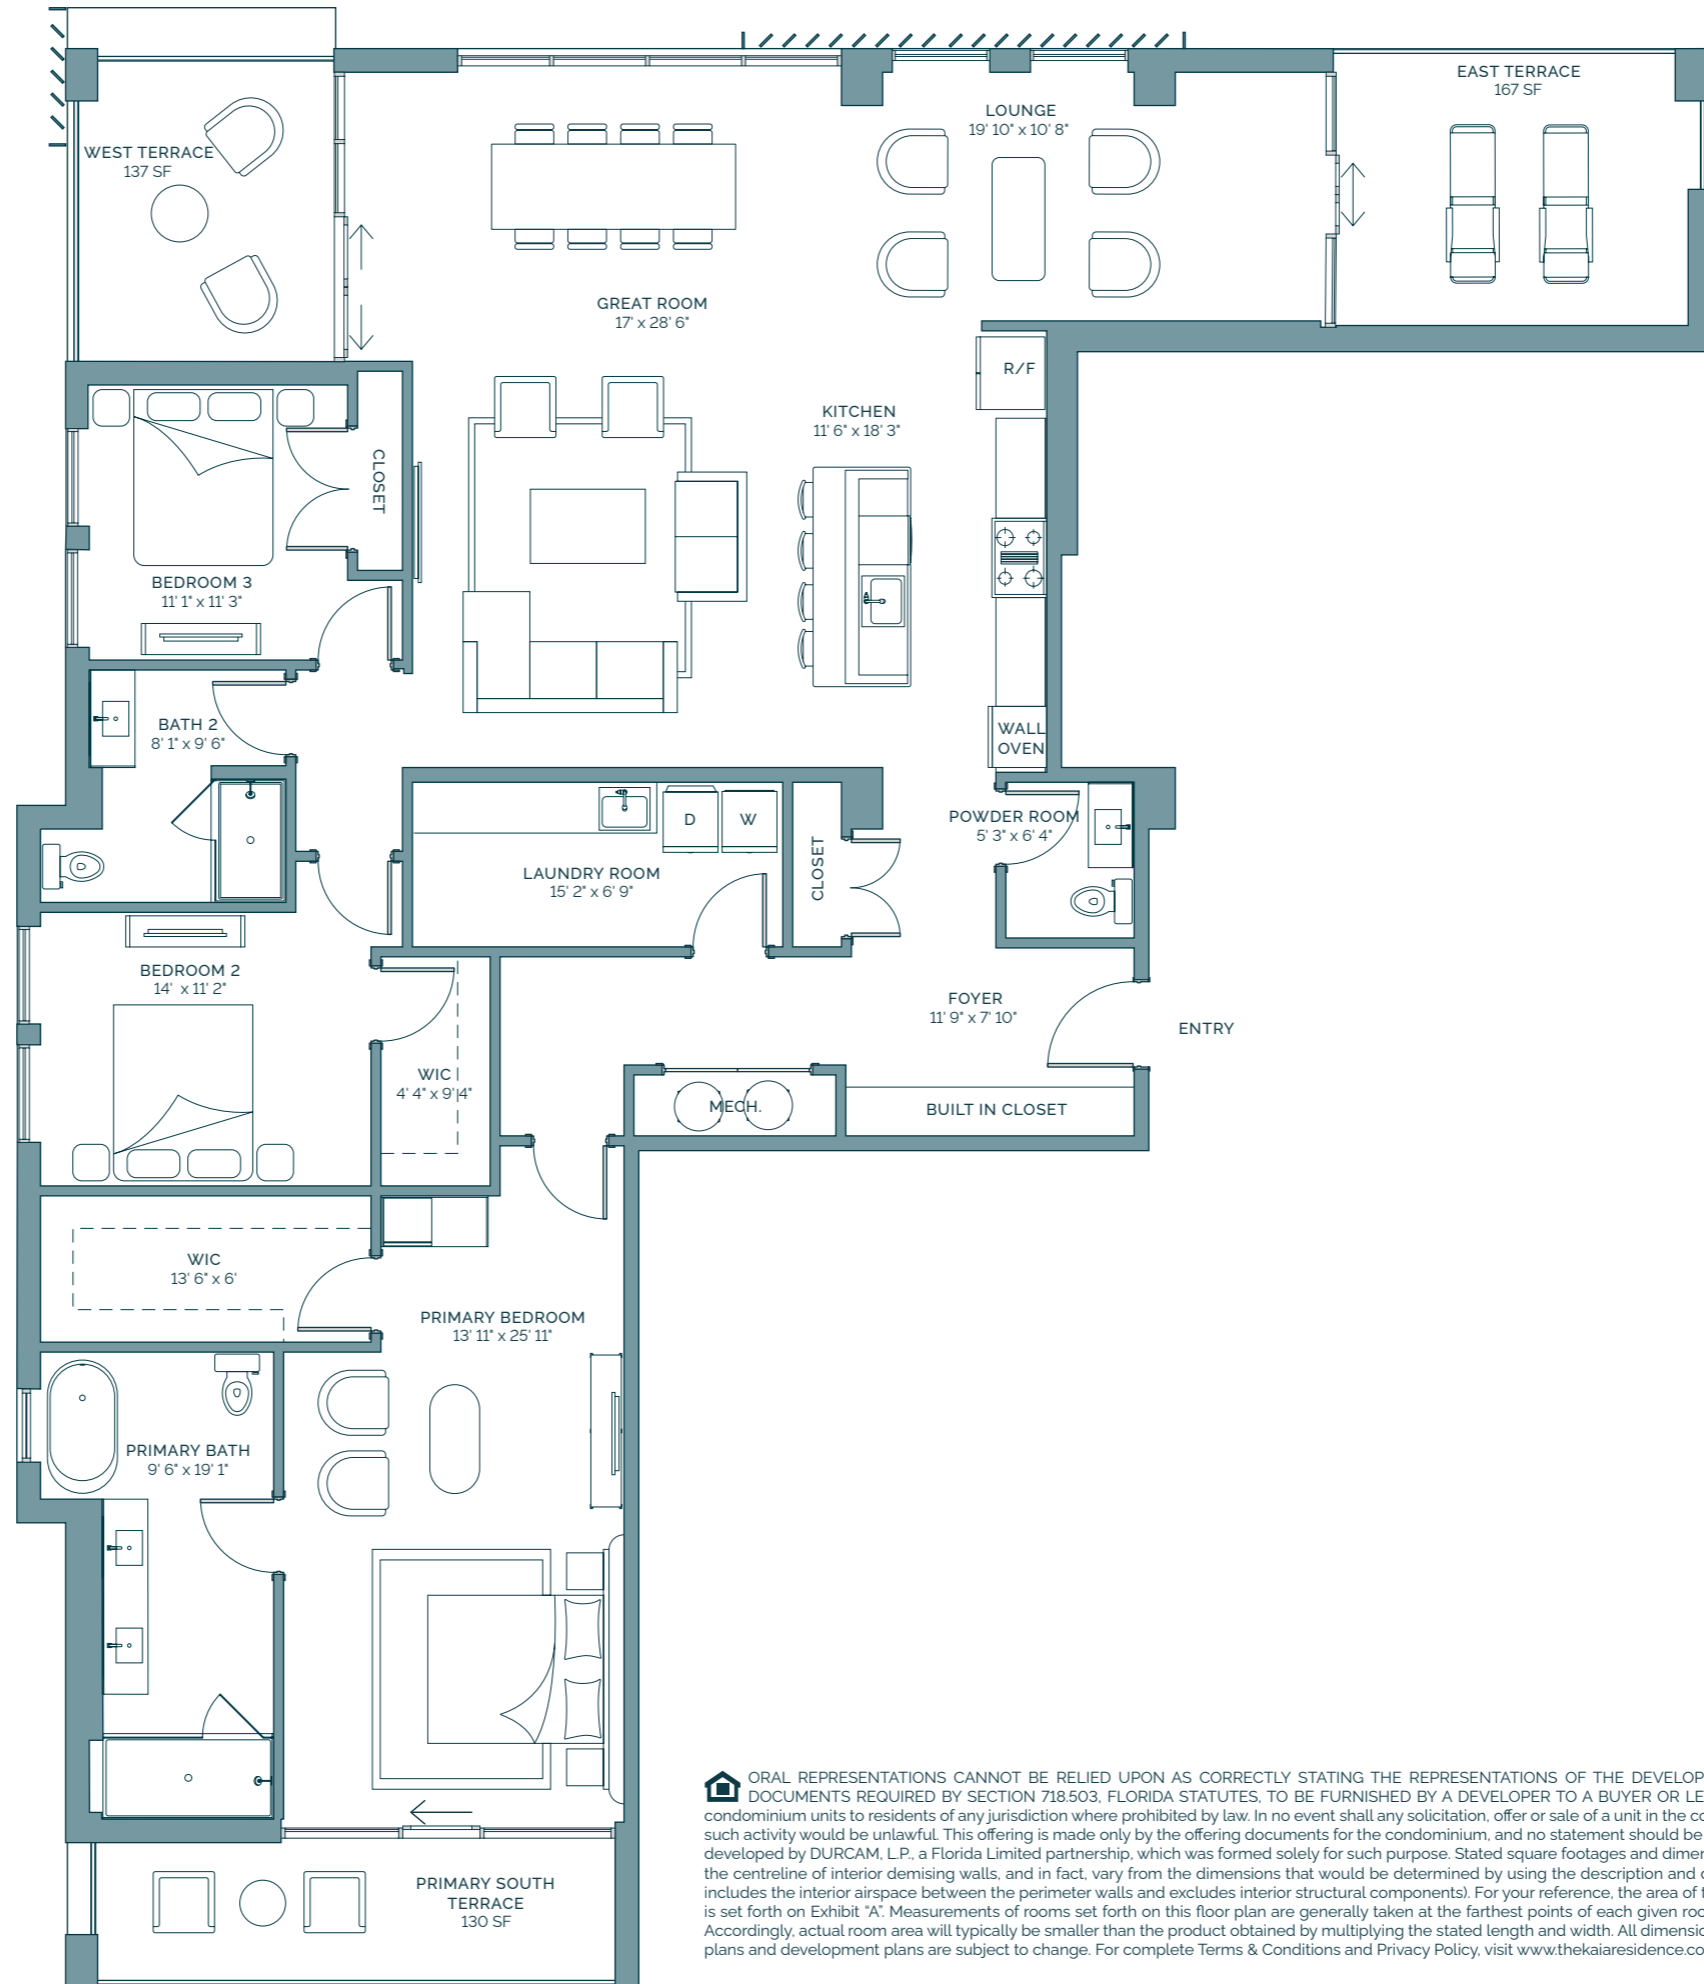 WEST TERRACE
137 SF
LOUNGE
19' 10" x 10' 8"
EAST TERRACE
167 SF
GREAT ROOM
17' x 28' 6"
KITCHEN
11' 6" x 18' 3"
R/F
CLOSET
BEDROOM 3
11' 1" x 11' 3"
BATH 2
8' 1" x 9' 6"
WALL
OVEN
D
W
LAUNDRY ROOM
15' 2" x 6' 9"
CLOSET
POWDER ROOM
5' 3" x 6' 4"
BEDROOM 2
14' x 11' 2"
WIC
4' 4" x 9' 4"
FOYER
11' 9" x 7' 10"
ENTRY
MECH.
BUILT IN CLOSET
WIC
13' 6" x 6'
PRIMARY BEDROOM
13' 11" x 25' 11"
PRIMARY BATH
9' 6" x 19' 1"
PRIMARY SOUTH
TERRACE
130 SF
ORAL REPRESENTATIONS CANNOT BE RELIED UPON AS CORRECTLY STATING THE REPRESENTATIONS OF THE DEVELOP
DOCUMENTS REQUIRED BY SECTION 718.503, FLORIDA STATUTES, TO BE FURNISHED BY A DEVELOPER TO A BUYER OR LE
condominium units to residents of any jurisdiction where prohibited by law. In no event shall any solicitation, offer or sale of a unit in the co
such activity would be unlawful. This offering is made only by the offering documents for the condominium, and no statement should be
developed by DURCAM, L.P., a Florida Limited partnership, which was formed solely for such purpose. Stated square footages and dimen
the centreline of interior demising walls, and in fact, vary from the dimensions that would be determined by using the description and d
includes the interior airspace between the perimeter walls and excludes interior structural components). For your reference, the area of t
is set forth on Exhibit “A”. Measurements of rooms set forth on this floor plan are generally taken at the farthest points of each given roo
Accordingly, actual room area will typically be smaller than the product obtained by multiplying the stated length and width. All dimensio
plans and development plans are subject to change. For complete Terms & Conditions and Privacy Policy, visit www.thekaiaresidence.co